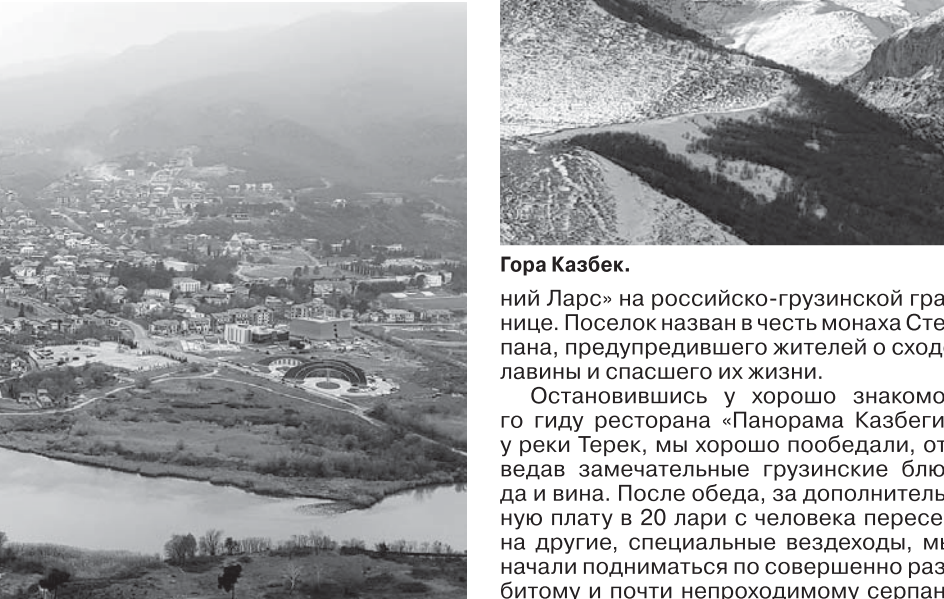 Гора Казбек.
ний Ларс» на российско-грузинской гра
нице. Поселок назван в честь монаха Сте
пана, предупредившего жителей о сход
лавины и спасшего их жизни.
Остановившись у хорошо знакомо
го гиду ресторана «Панорама Казбеги
у реки Терек, мы хорошо пообедали, от
ведав замечательные грузинские блю
да и вина. После обеда, за дополнитель
ную плату в 20 лари с человека пересе
на другие, специальные вездеходы, мы
начали подниматься по совершенно раз
битому и почти непроходимому серпан